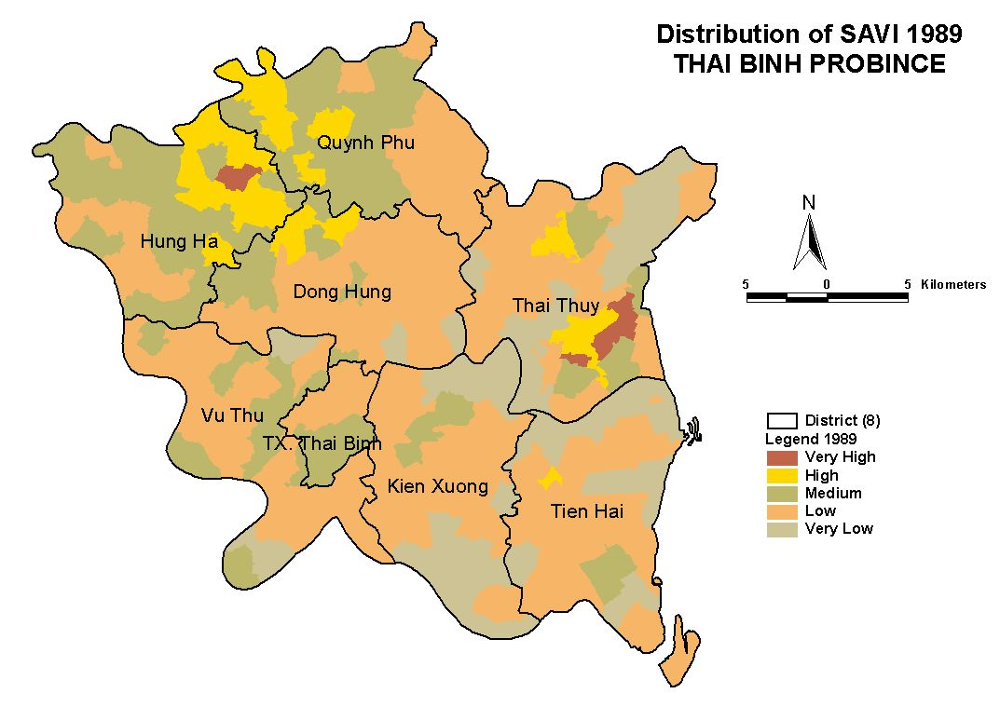 Distribution of SAVI 1989
THAI BINH PROBINCE
Quynh Phu
Hung Ha
Dong Hung
Thai Thuy
Vu Thu
TX. Thai Binh
Kien Xuong
Tien Hai
N
5 0 5 Kilometers
District (8)
Legend 1989
Very High
High
Medium
Low
Very Low